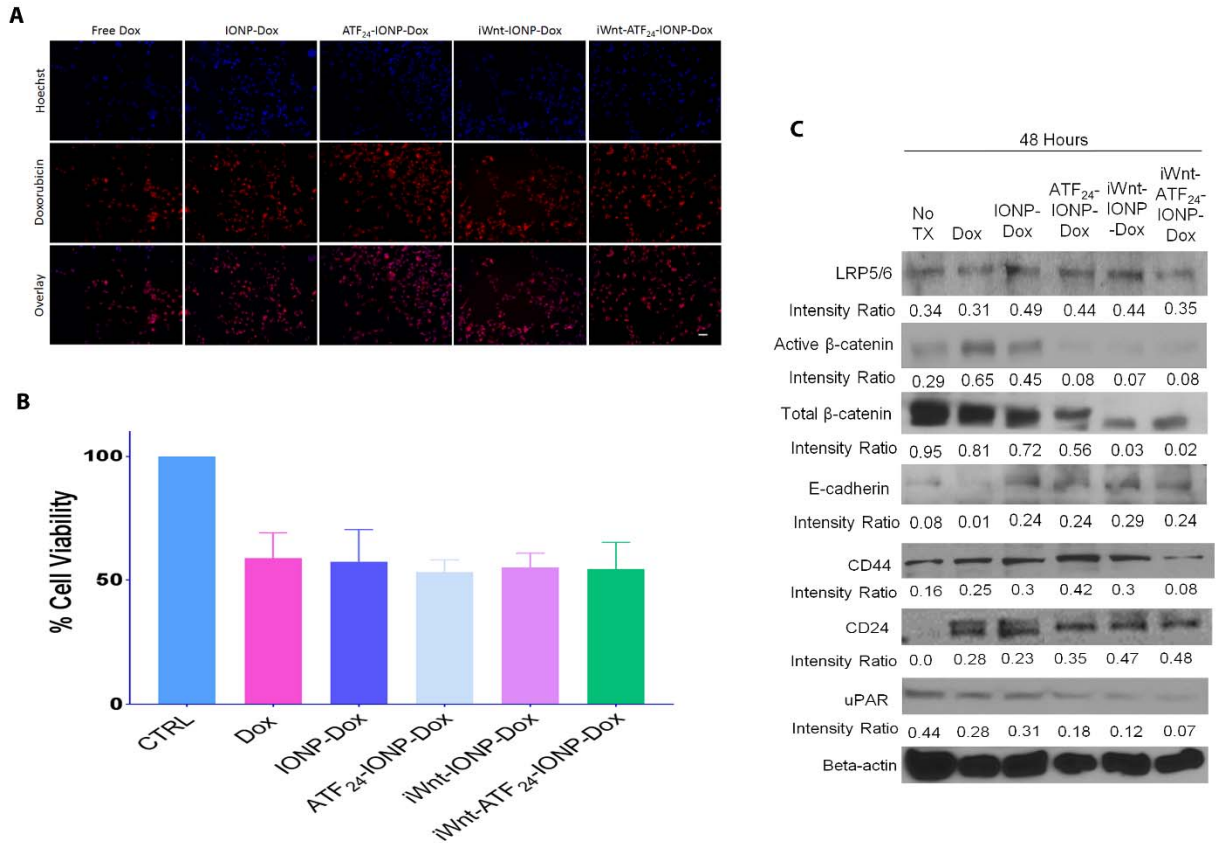 A
Free Dox IONP-Dox ATF24-IONP-Dox iWnt-IONP-Dox iWnt-ATF24-IONP-Dox
Hoechst
Doxorubicin
Overlay
B
% Cell Viability
100
50
0
CTRL
Dox
IONP-Dox
ATF24-IONP-Dox
iWnt-IONP-Dox
iWnt-ATF24-IONP-Dox
C
48 Hours
No TX
Dox
IONP-Dox
ATF24-IONP-Dox
iWnt-IONP-Dox
iWnt-ATF24-IONP-Dox
LRP5/6
Intensity Ratio 0.34 0.31 0.49 0.44 0.44 0.35
Active β-catenin
Intensity Ratio 0.29 0.65 0.45 0.08 0.07 0.08
Total β-catenin
Intensity Ratio 0.95 0.81 0.72 0.56 0.03 0.02
E-cadherin
Intensity Ratio 0.08 0.01 0.24 0.24 0.29 0.24
CD44
Intensity Ratio 0.16 0.25 0.3 0.42 0.3 0.08
CD24
Intensity Ratio 0.0 0.28 0.23 0.35 0.47 0.48
uPAR
Intensity Ratio 0.44 0.28 0.31 0.18 0.12 0.07
Beta-actin